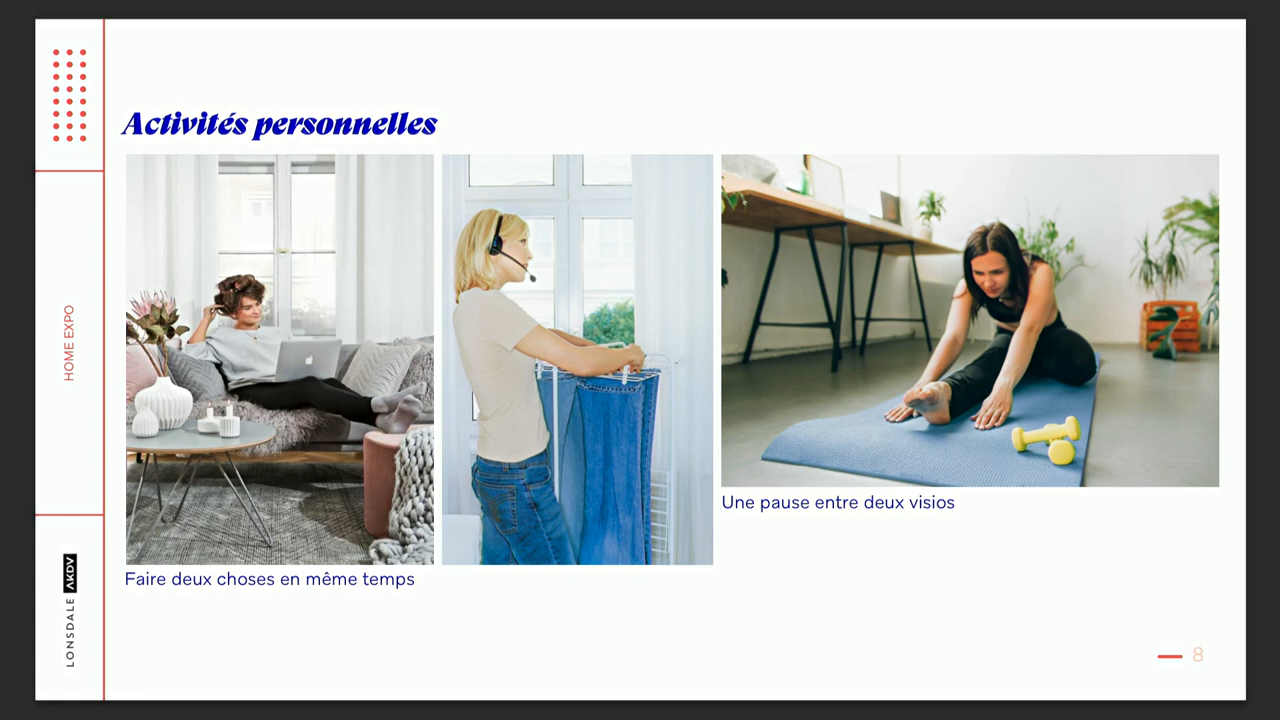 Activités personnelles
HOME EXPO
Faire deux choses en même temps
Une pause entre deux visios
LONSDALE AKDV
8